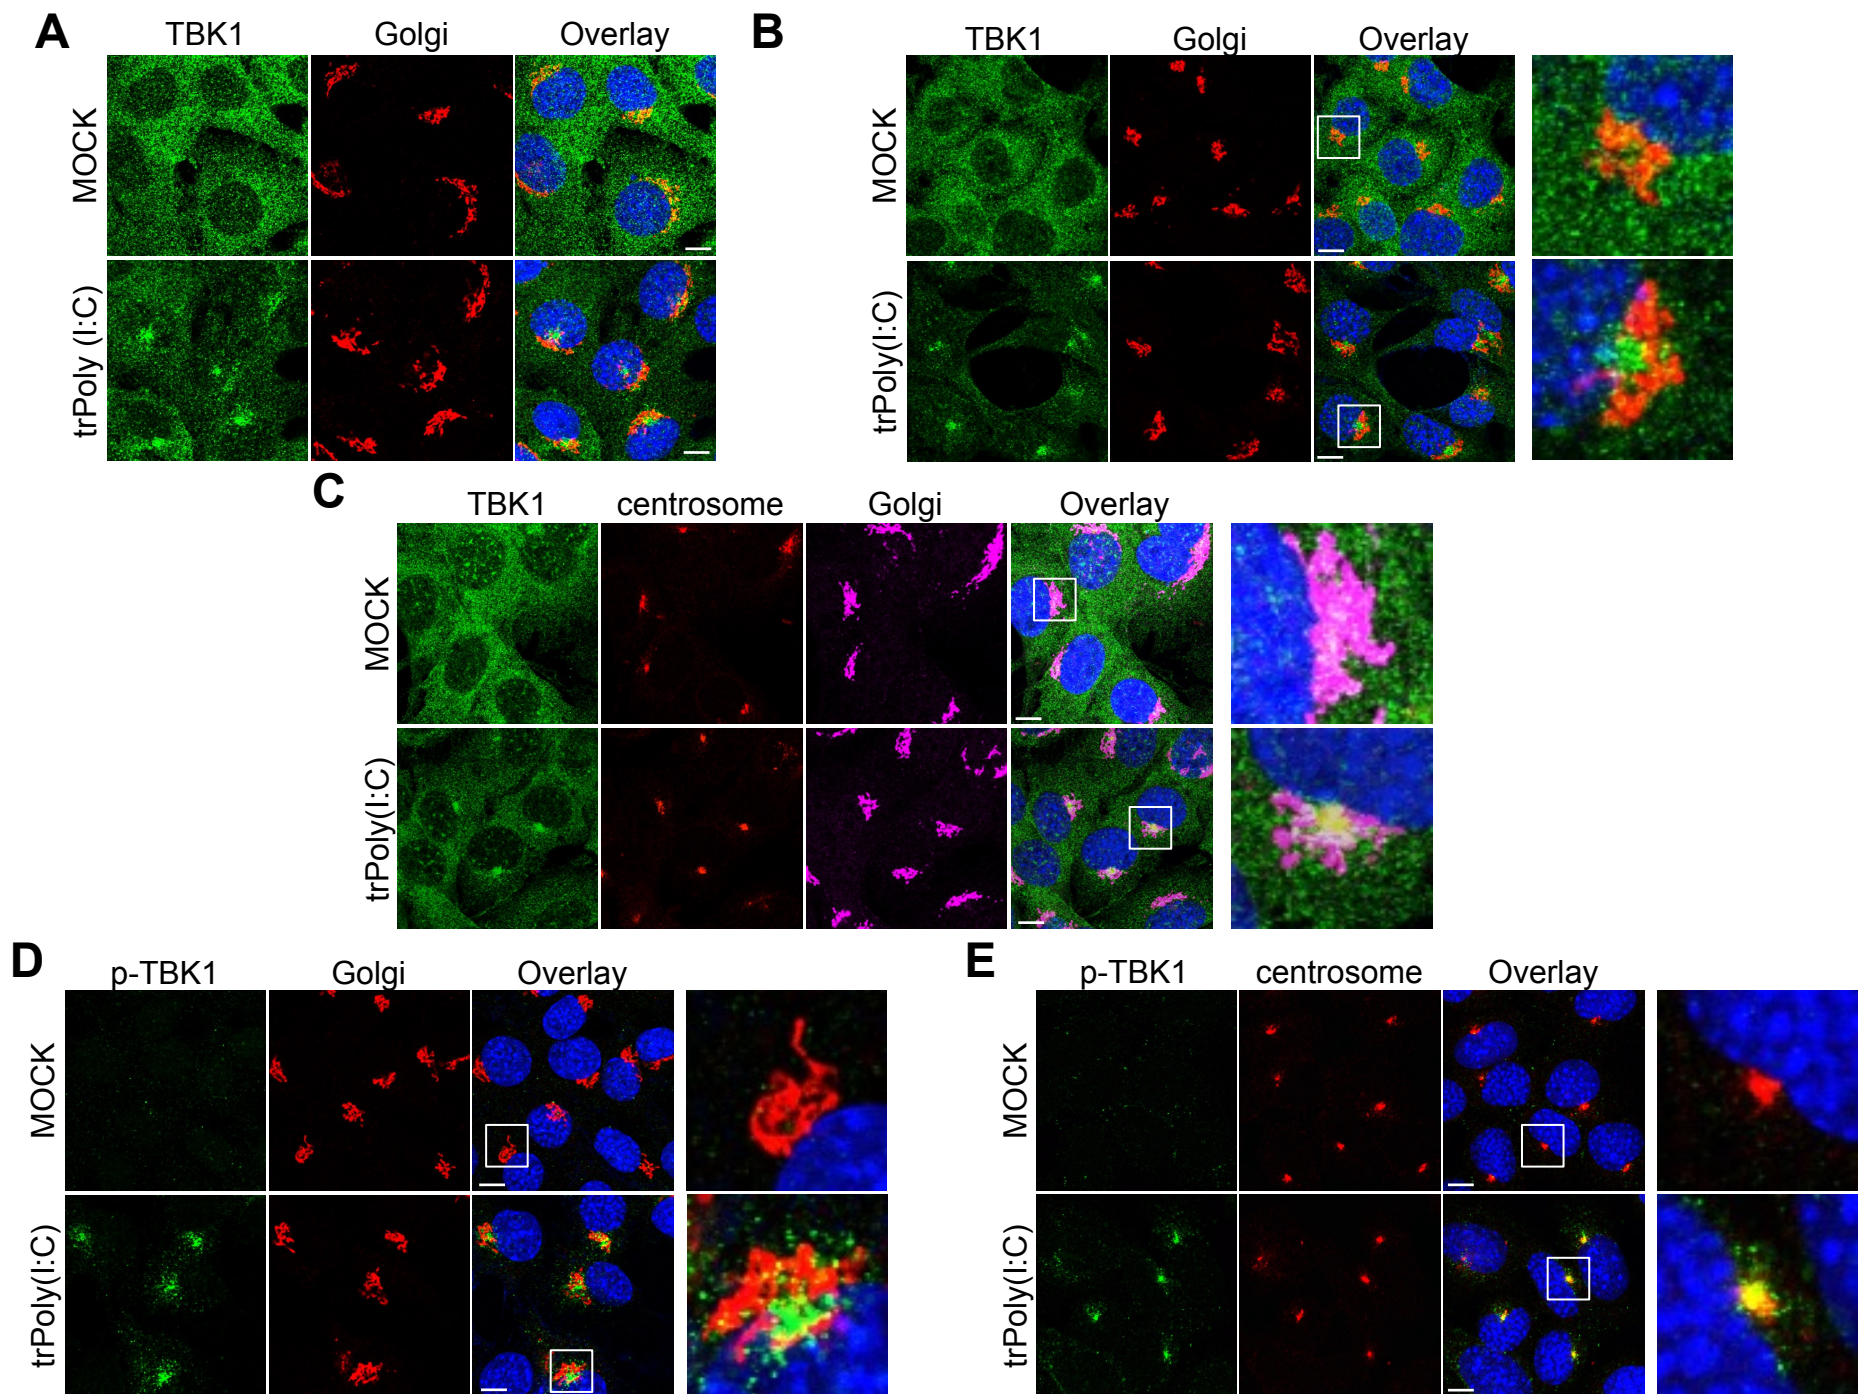 A
TBK1 Golgi Overlay
MOCK
trPoly (I:C)
B
TBK1 Golgi Overlay
MOCK
trPoly(I:C)
C
TBK1 centrosome Golgi Overlay
MOCK
trPoly(I:C)
D
p-TBK1 Golgi Overlay
MOCK
trPoly(I:C)
E
p-TBK1 centrosome Overlay
MOCK
trPoly(I:C)